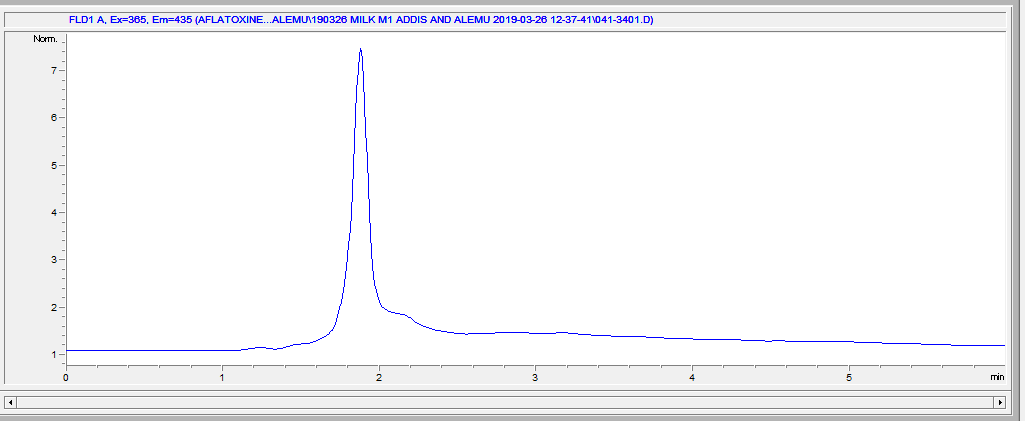 FLD1 A, Ex=365, Em=435 (AFLATOXINE...ALEMU\190326 MILK M1 ADDIS AND ALEMU 2019-03-26 12-37-41\041-3401.D)
Norm.
7
6
5
4
3
2
1
0 1 2 3 4 5 min